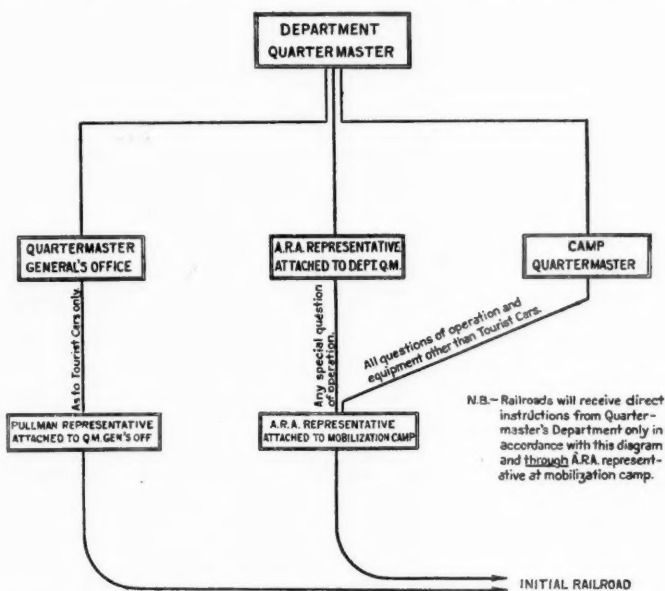 DEPARTMENT
QUARTERMASTER
QUARTERMASTER
GENERAL'S OFFICE
A.R.A. REPRESENTATIVE
ATTACHED TO DEPT. Q.M.
CAMP
QUARTERMASTER
As to Tourist Cars only.
Any special question
of operation.
All questions of operation and
equipment other than Tourist Cars.
PULLMAN REPRESENTATIVE
ATTACHED TO Q.M. GEN'S OFF
A.R.A. REPRESENTATIVE
ATTACHED TO MOBILIZATION CAMP
N.B.- Railroads will receive direct
instructions from Quarter-
master's Department only in
accordance with this diagram
and through A.R.A. represent-
ative at mobilization camp.
INITIAL RAILROAD